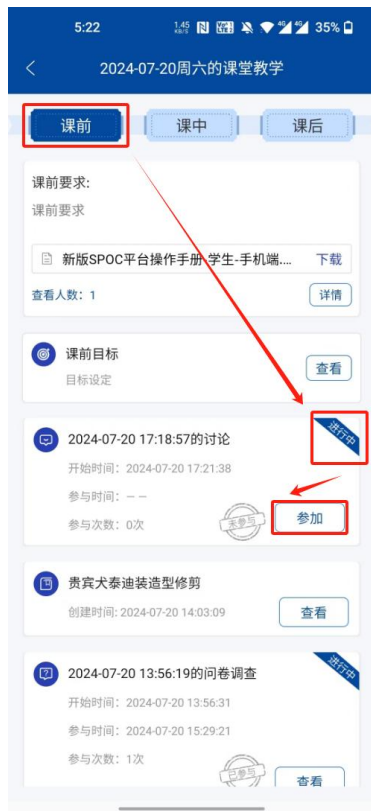 5:22 1.45 KB/S 4G 4G 35%
2024-07-20周六的课堂教学
课前 课中 课后
课前要求:
课前要求
新版SPOC平台操作手册-学生-手机端.... 下载
查看人数：1 详情
课前目标
目标设定
查看
进行中
2024-07-20 17:18:57的讨论
开始时间：2024-07-20 17:21:38
参与时间：－－
参与次数：0次
未参与
参加
贵宾犬泰迪装造型修剪
创建时间: 2024-07-20 14:03:09
查看
进行中
2024-07-20 13:56:19的问卷调查
开始时间：2024-07-20 13:56:31
参与时间：2024-07-20 15:29:21
参与次数：1次
已参与
查看